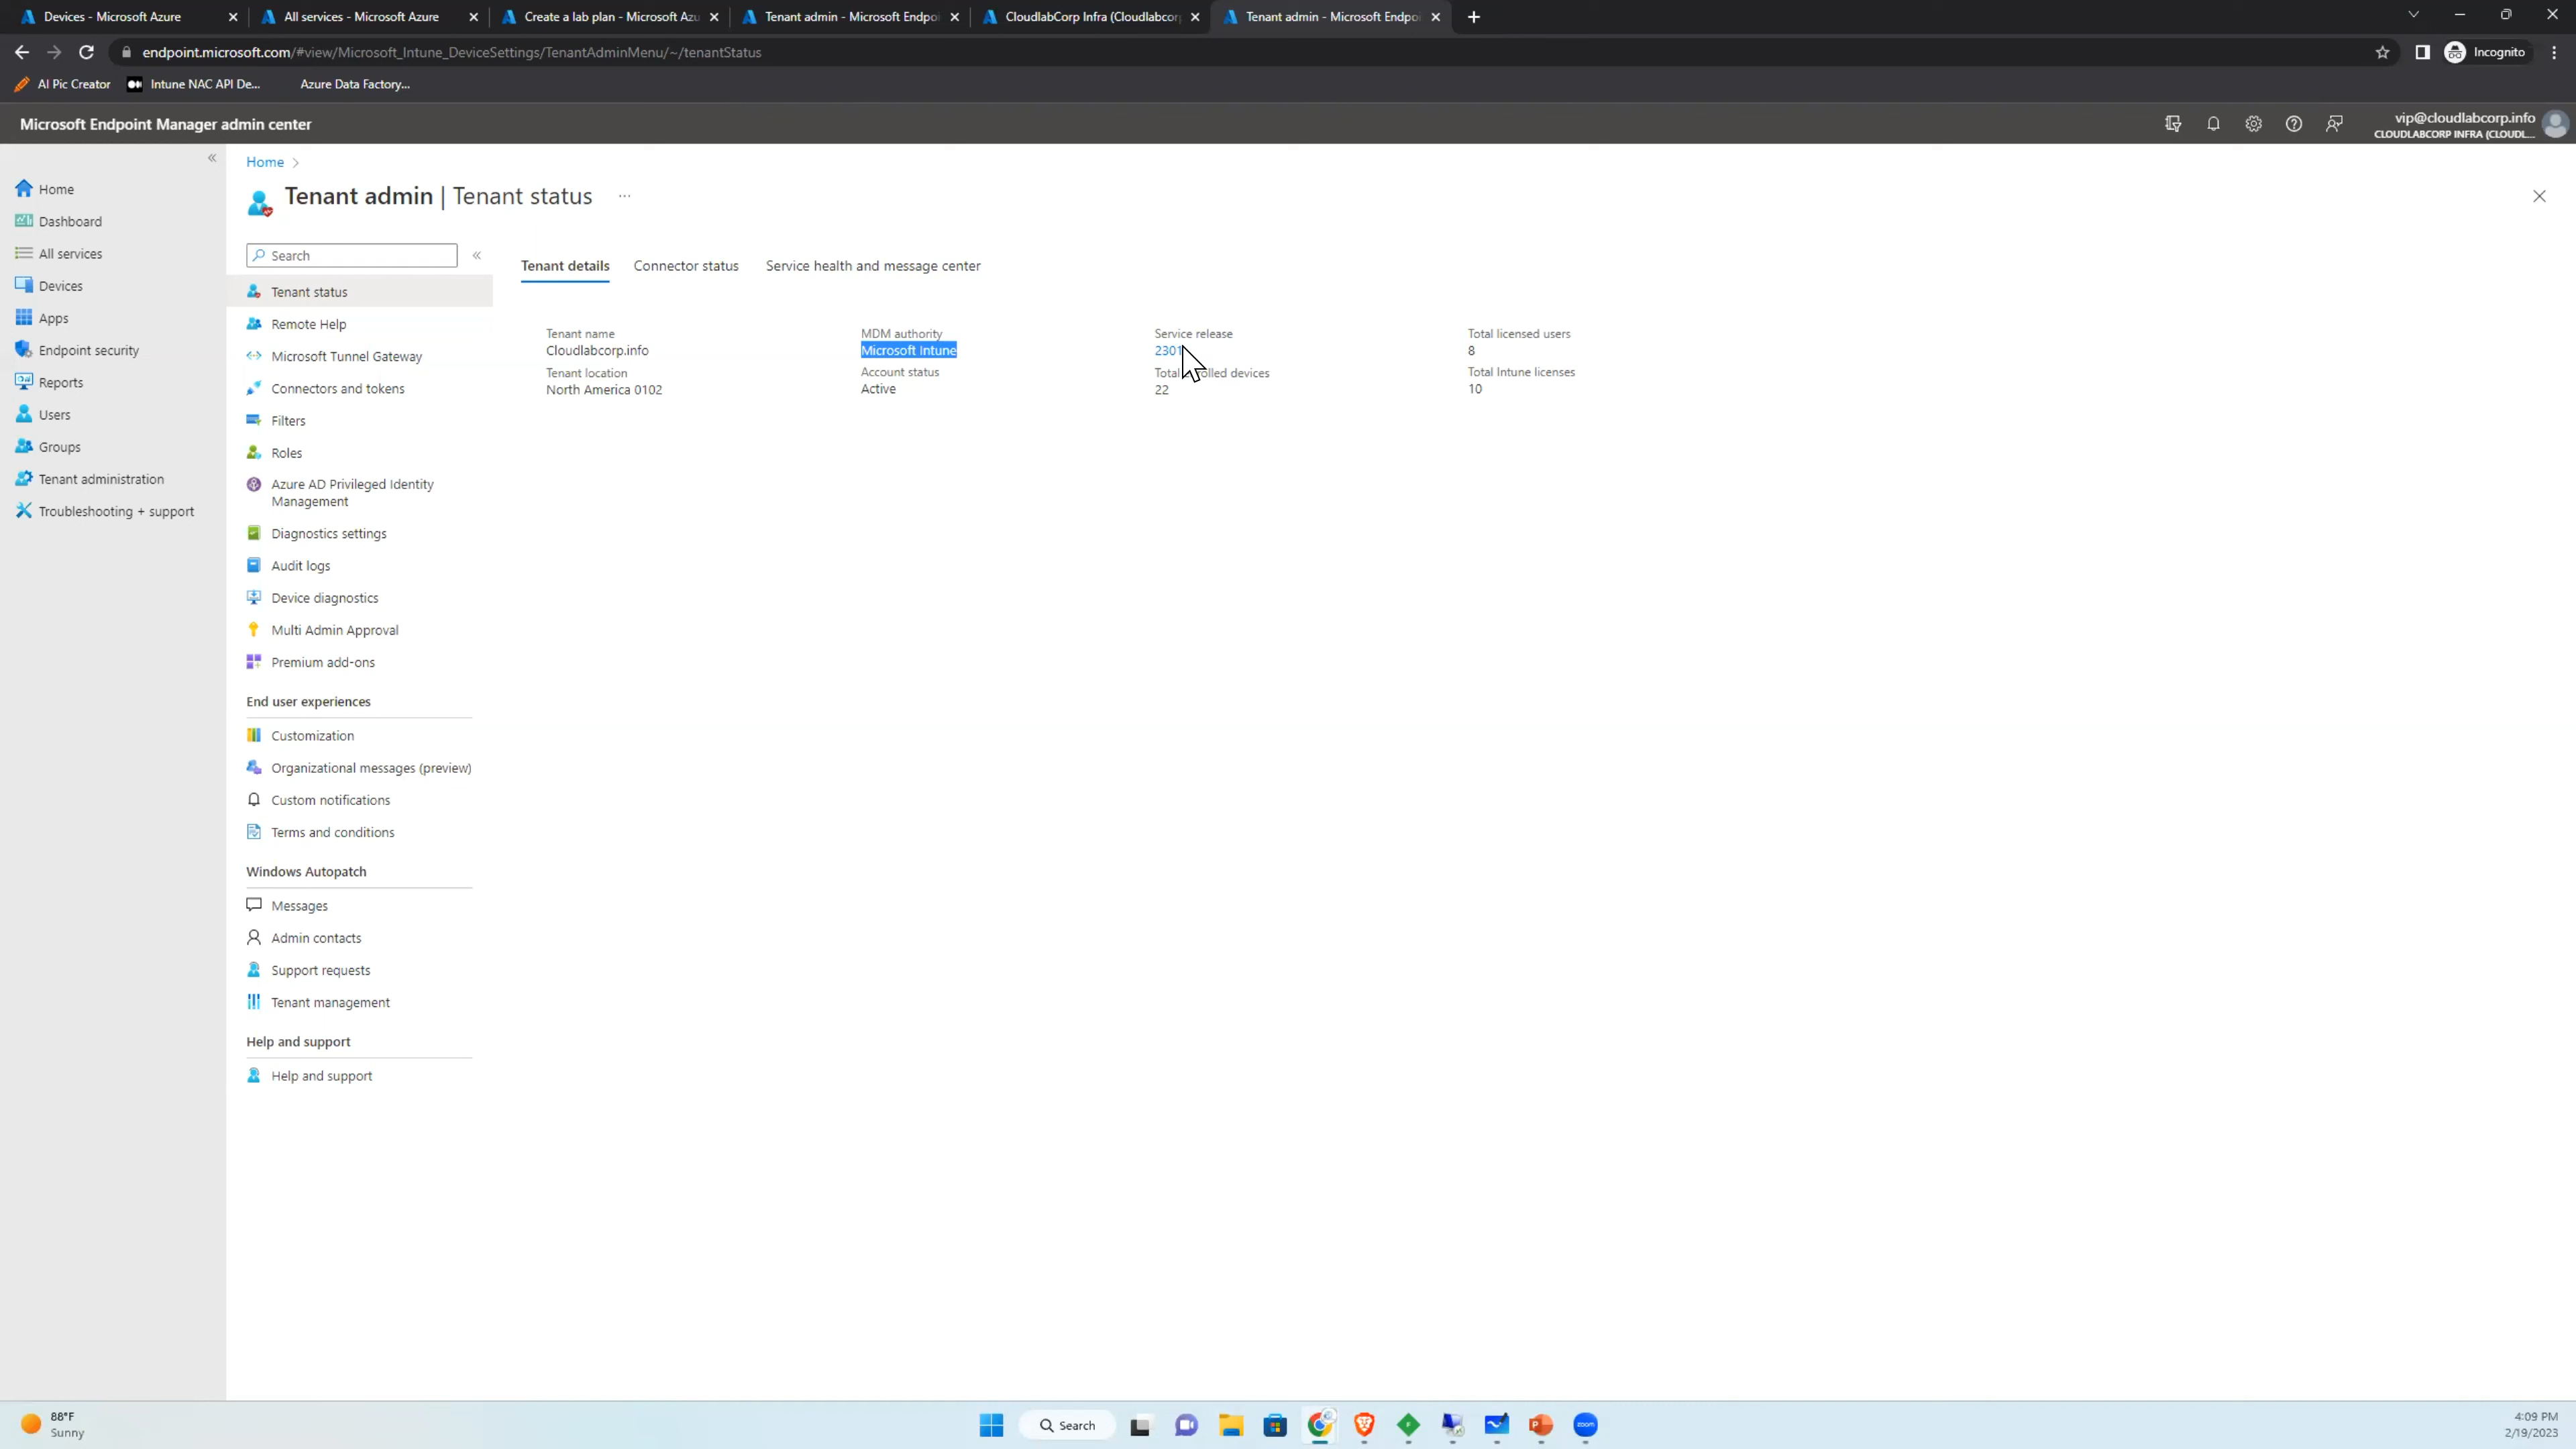 Devices - Microsoft Azure
All services - Microsoft Azure
Create a lab plan - Microsoft Azu
Tenant admin - Microsoft Endpoi
CloudlabCorp Infra (Cloudlabcorp
Tenant admin - Microsoft Endpoi
endpoint.microsoft.com/#view/Microsoft_Intune_DeviceSettings/TenantAdminMenu/~/tenantStatus
Incognito
AI Pic Creator
Intune NAC API De...
Azure Data Factory...
Microsoft Endpoint Manager admin center
vip@cloudlabcorp.info
CLOUDLABCORP INFRA (CLOUDL...
Home
Dashboard
All services
Devices
Apps
Endpoint security
Reports
Users
Groups
Tenant administration
Troubleshooting + support
Home >
Tenant admin | Tenant status ...
Search
Tenant status
Remote Help
Microsoft Tunnel Gateway
Connectors and tokens
Filters
Roles
Azure AD Privileged Identity
Management
Diagnostics settings
Audit logs
Device diagnostics
Multi Admin Approval
Premium add-ons
End user experiences
Customization
Organizational messages (preview)
Custom notifications
Terms and conditions
Windows Autopatch
Messages
Admin contacts
Support requests
Tenant management
Help and support
Help and support
Tenant details
Connector status
Service health and message center
Tenant name
Cloudlabcorp.info
Tenant location
North America 0102
MDM authority
Microsoft Intune
Account status
Active
Service release
2301
Total devices
22
Total licensed users
8
Total Intune licenses
10
88°F
Sunny
Search
zoom
4:09 PM
2/19/2023